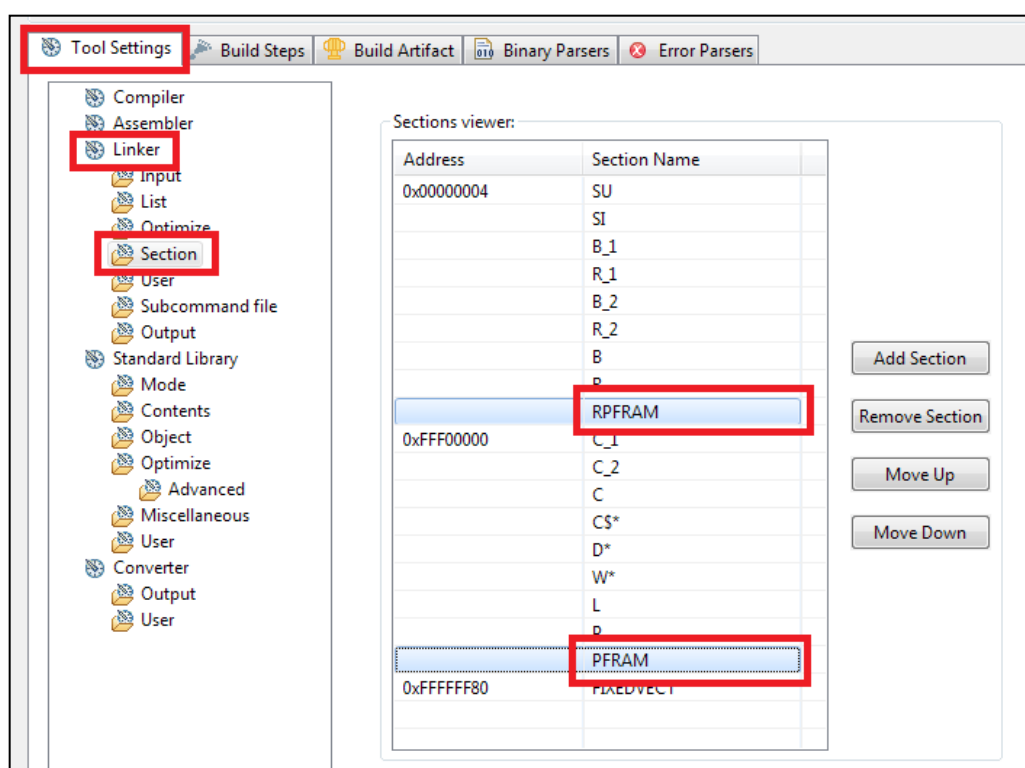 Tool Settings Build Steps Build Artifact Binary Parsers Error Parsers
Compiler
Assembler
Linker
Input
List
Optimize
Section
User
Subcommand file
Output
Standard Library
Mode
Contents
Object
Optimize
Advanced
Miscellaneous
User
Converter
Output
User
Sections viewer:
Address Section Name
0x00000004 SU
SI
B_1
R_1
B_2
R_2
B
R
RPFRAM
0xFFF00000 C_1
C_2
C
C$*
D*
W*
L
P
PFRAM
0xFFFFFF80 FIXEDVECT
Add Section
Remove Section
Move Up
Move Down